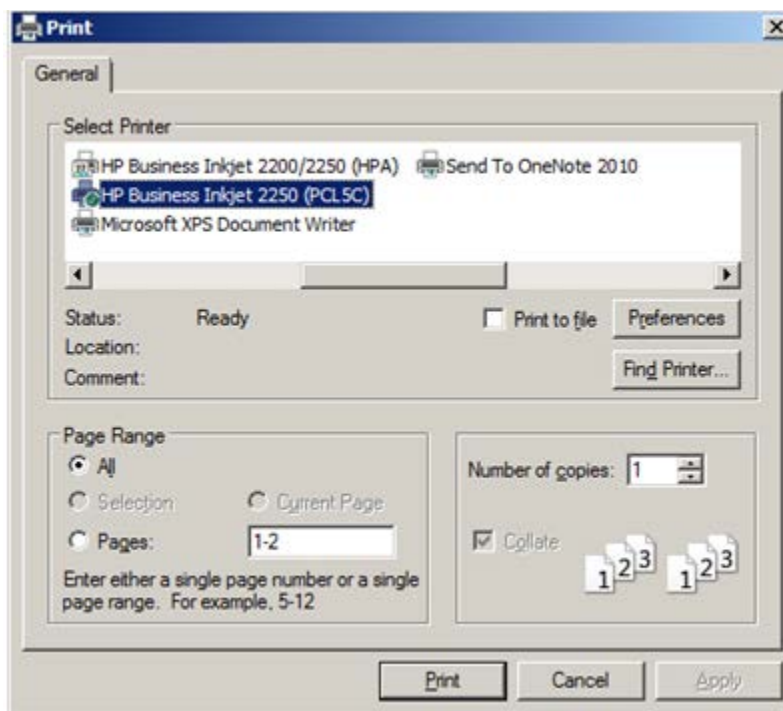 Print
General
Select Printer
HP Business Inkjet 2200/2250 (HPA)
Send To OneNote 2010
HP Business Inkjet 2250 (PCL5C)
Microsoft XPS Document Writer
Status: Ready
Print to file
Preferences
Location:
Comment:
Find Printer...
Page Range
All
Selection
Current Page
Pages: 1-2
Enter either a single page number or a single
page range. For example, 5-12
Number of copies: 1
Collate
1 2 3 1 2 3
Print
Cancel
Apply